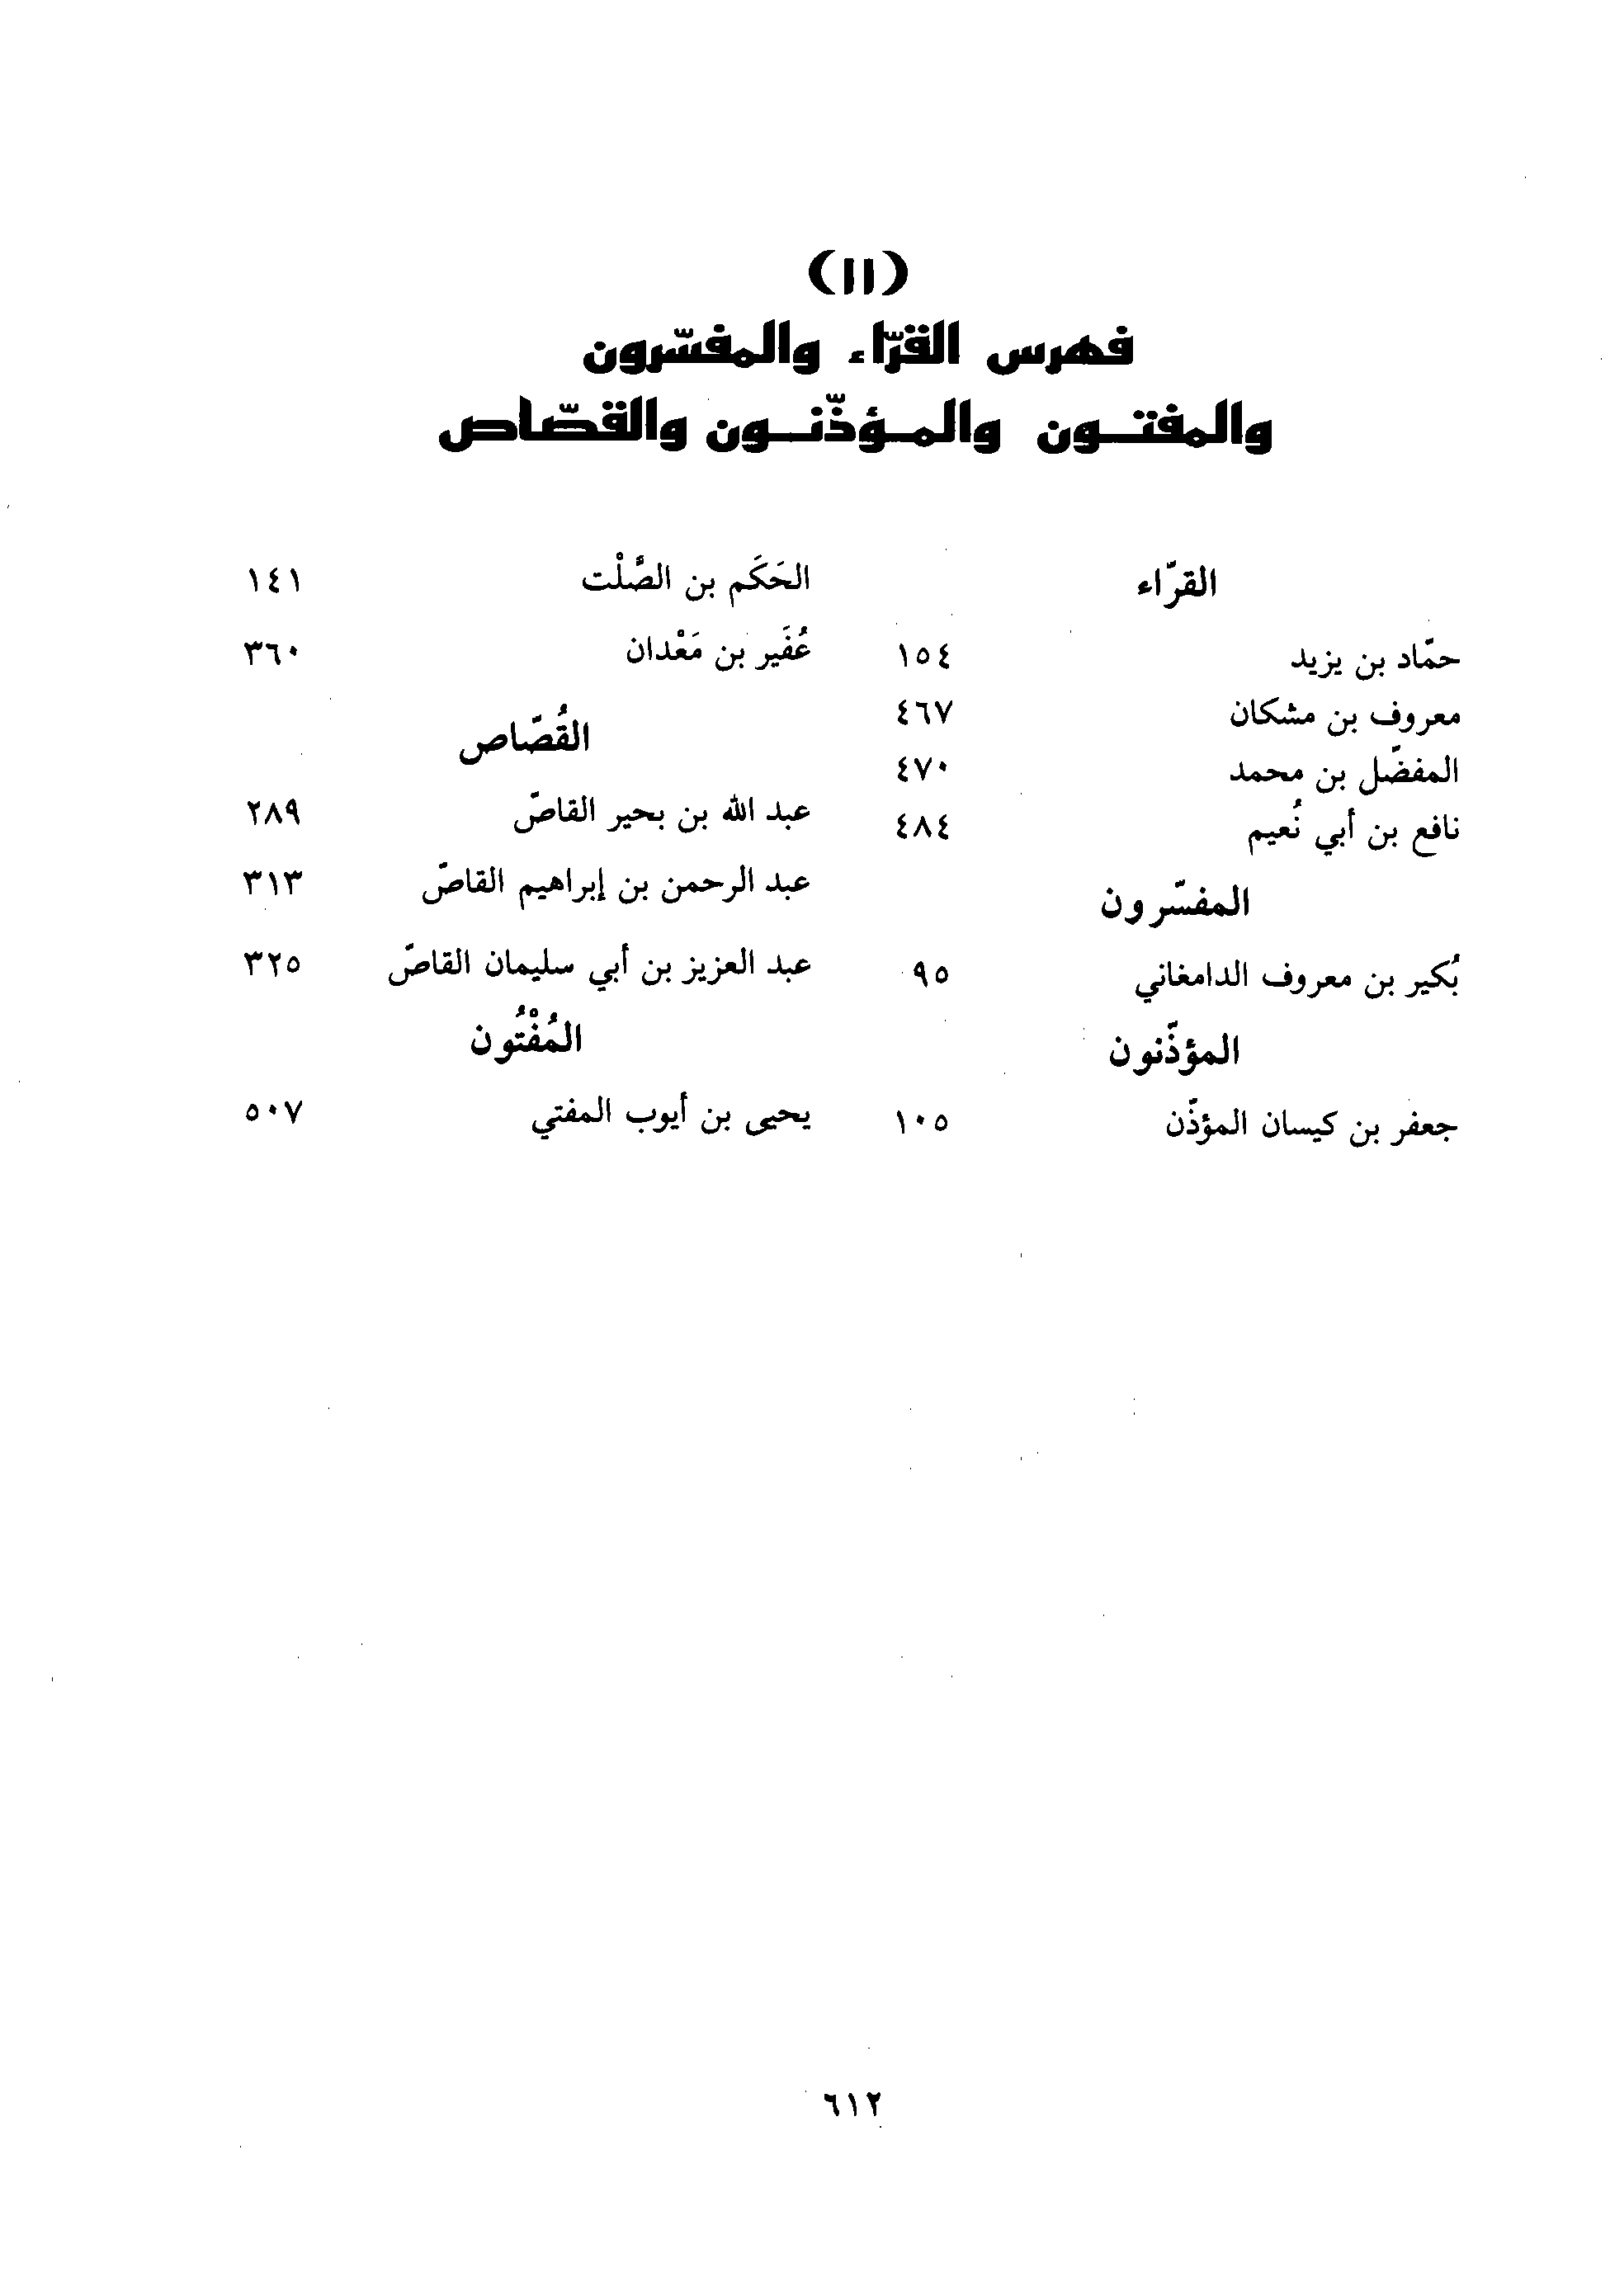 (١١)
فهرس القرّاء والمفسّرون
والمفتـون والمـؤذّنـون والقصّاص
القرّاء
حمّاد بن يزيد ١٥٤
معروف بن مشكان ٤٦٧
المفضّل بن محمد ٤٧٠
نافع بن أبي نُعيم ٤٨٤
المفسّرون
بُكير بن معروف الدامغاني ٩٥
المؤذّنون
جعفر بن كيسان المؤذّن ١٠٥
الحَكَم بن الصُّلْت ١٤١
عُفَير بن مَعْدان ٣٦٠
القُصّاص
عبد الله بن بحير القاصّ ٢٨٩
عبد الرحمن بن إبراهيم القاصّ ٣١٣
عبد العزيز بن أبي سليمان القاصّ ٣٢٥
المُفْتُون
يحيى بن أيوب المفتي ٥٠٧
٦١٢